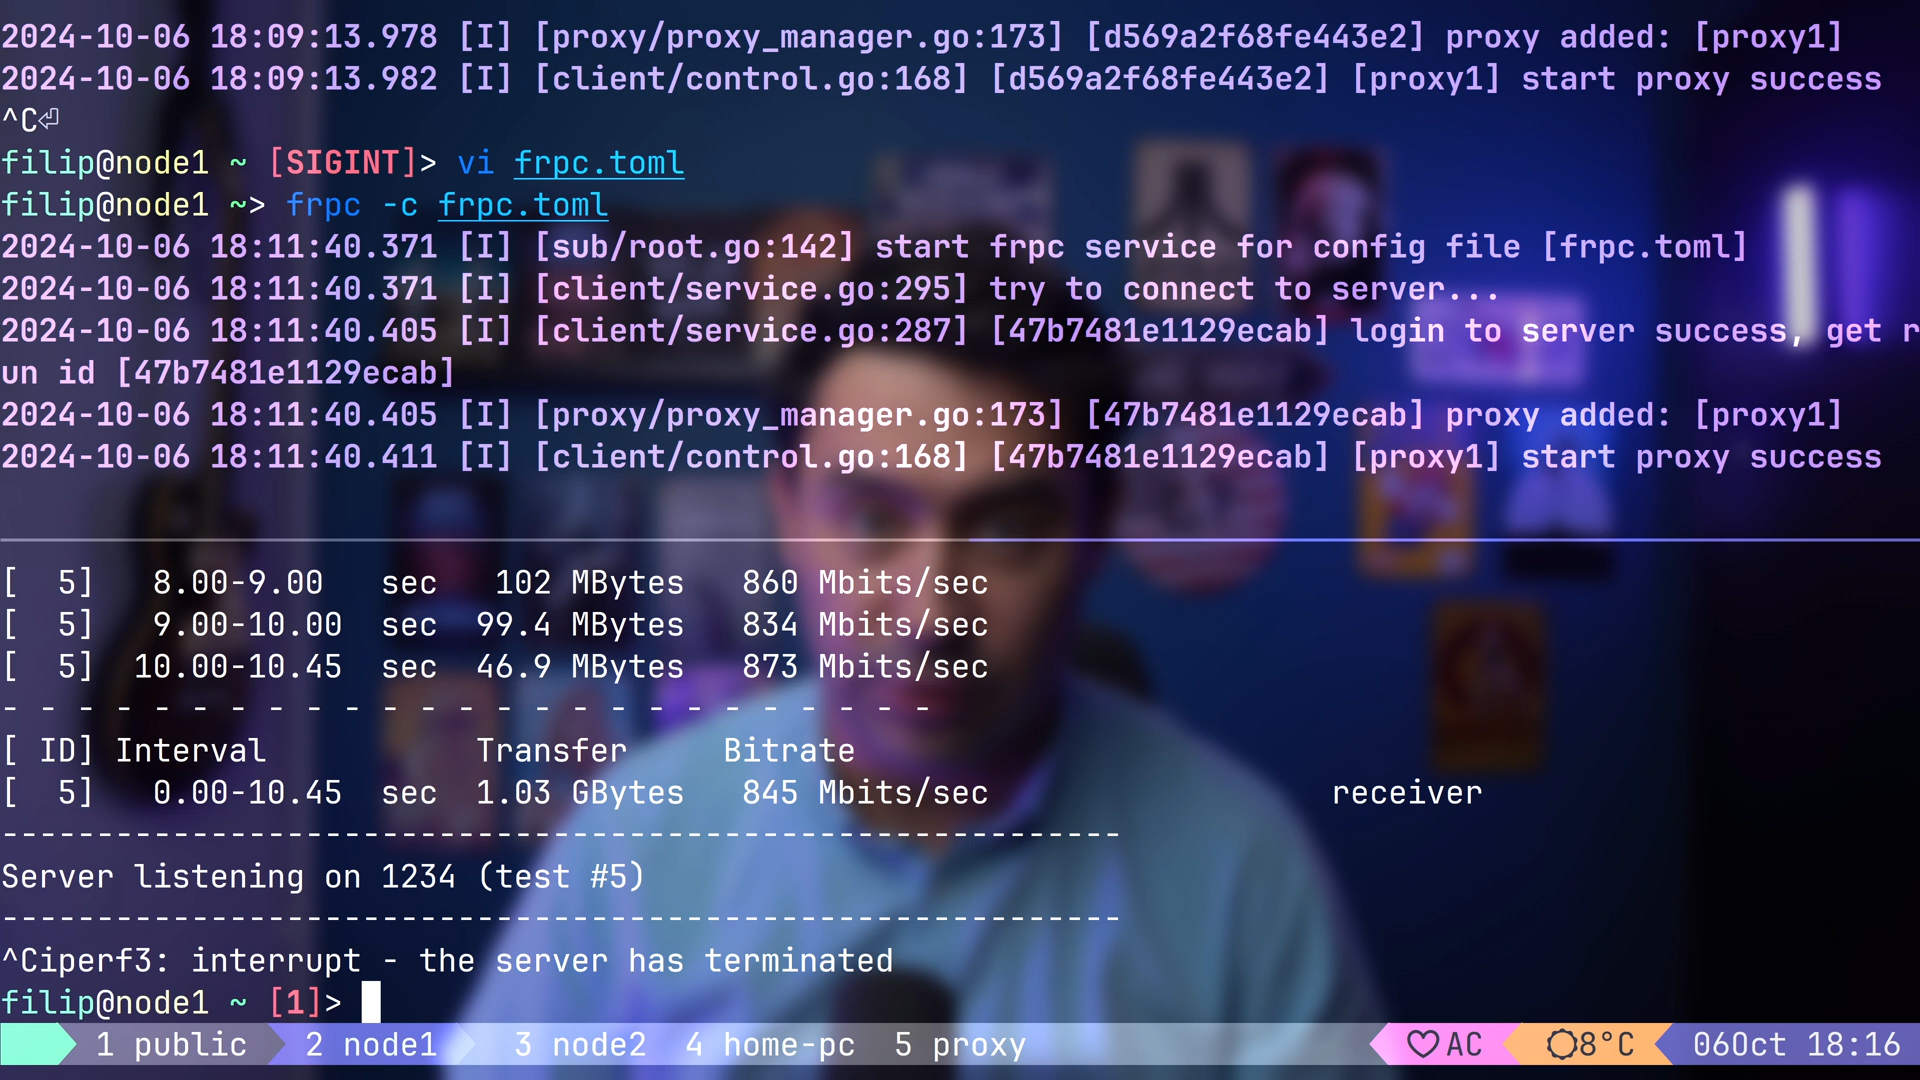 2024-10-06 18:09:13.978 [I] [proxy/proxy_manager.go:173] [d569a2f68fe443e2] proxy added: [proxy1]
2024-10-06 18:09:13.982 [I] [client/control.go:168] [d569a2f68fe443e2] [proxy1] start proxy success
^C⏎
filip@node1 ~ [SIGINT]> vi frpc.toml
filip@node1 ~> frpc -c frpc.toml
2024-10-06 18:11:40.371 [I] [sub/root.go:142] start frpc service for config file [frpc.toml]
2024-10-06 18:11:40.371 [I] [client/service.go:295] try to connect to server...
2024-10-06 18:11:40.405 [I] [client/service.go:287] [47b7481e1129ecab] login to server success, get r
un id [47b7481e1129ecab]
2024-10-06 18:11:40.405 [I] [proxy/proxy_manager.go:173] [47b7481e1129ecab] proxy added: [proxy1]
2024-10-06 18:11:40.411 [I] [client/control.go:168] [47b7481e1129ecab] [proxy1] start proxy success
[  5]   8.00-9.00   sec   102 MBytes   860 Mbits/sec
[  5]   9.00-10.00  sec  99.4 MBytes   834 Mbits/sec
[  5]  10.00-10.45  sec  46.9 MBytes   873 Mbits/sec
- - - - - - - - - - - - - - - - - - - - - - - - -
[ ID] Interval           Transfer     Bitrate
[  5]   0.00-10.45  sec  1.03 GBytes   845 Mbits/sec                  receiver
-----------------------------------------------------------
Server listening on 1234 (test #5)
-----------------------------------------------------------
^Ciperf3: interrupt - the server has terminated
filip@node1 ~ [1]>
1 public  2 node1  3 node2  4 home-pc  5 proxy  ♡ AC  8°C  06Oct 18:16